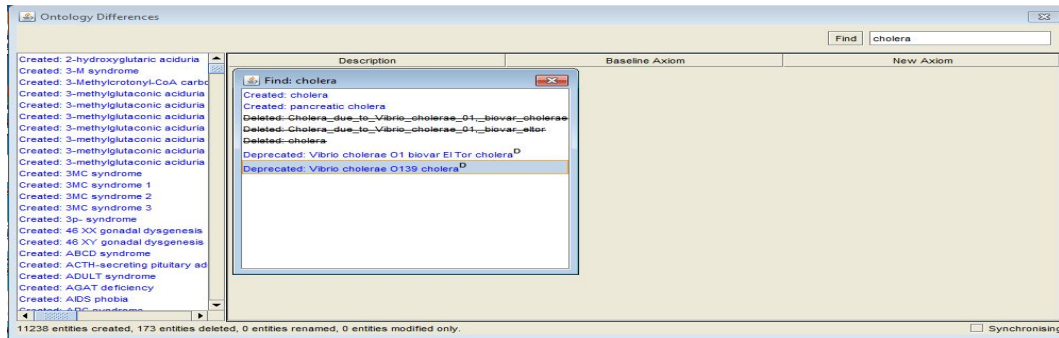 Ontology Differences
Find cholera
Description Baseline Axiom New Axiom
Created: 2-hydroxyglutaric aciduria
Created: 3-M syndrome
Created: 3-Methylcrotonyl-CoA carbo
Created: 3-methylglutaconic aciduria
Created: 3-methylglutaconic aciduria
Created: 3-methylglutaconic aciduria
Created: 3-methylglutaconic aciduria
Created: 3-methylglutaconic aciduria
Created: 3-methylglutaconic aciduria
Created: 3MC syndrome
Created: 3MC syndrome 1
Created: 3MC syndrome 2
Created: 3MC syndrome 3
Created: 3p- syndrome
Created: 46 XX gonadal dysgenesis
Created: 46 XY gonadal dysgenesis
Created: ABCD syndrome
Created: ACTH-secreting pituitary ad
Created: ADULT syndrome
Created: AGAT deficiency
Created: AIDS phobia
Find: cholera
Created: cholera
Created: pancreatic cholera
Deleted: Cholera_due_to_Vibrio_cholerae_01,_biovar_cholerae
Deleted: Cholera_due_to_Vibrio_cholerae_01,_biovar_eltor
Deleted: cholera
Deprecated: Vibrio cholerae O1 biovar El Tor cholera D
Deprecated: Vibrio cholerae O139 cholera D
11238 entities created, 173 entities deleted, 0 entities renamed, 0 entities modified only.
Synchronising